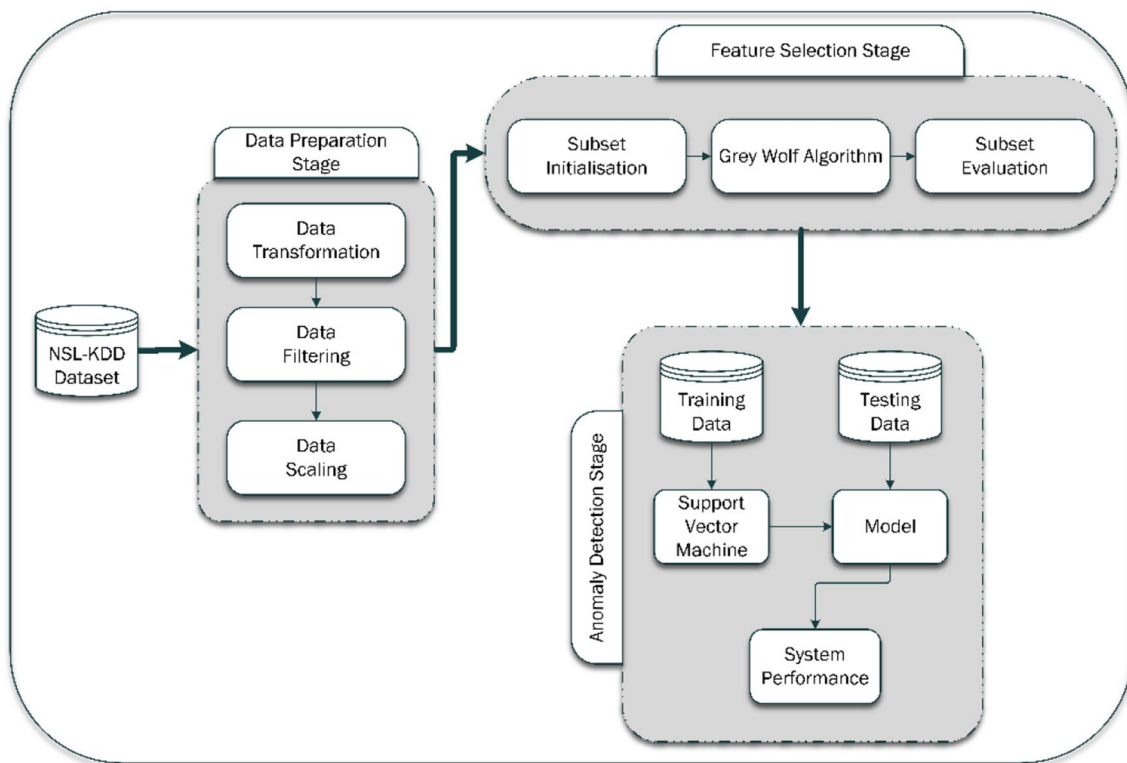 Feature Selection Stage
Subset
Initialisation
Grey Wolf Algorithm
Subset
Evaluation
Data Preparation
Stage
Data
Transformation
Data
Filtering
Data
Scaling
NSL-KDD
Dataset
Anomaly Detection Stage
Training
Data
Testing
Data
Support
Vector
Machine
Model
System
Performance